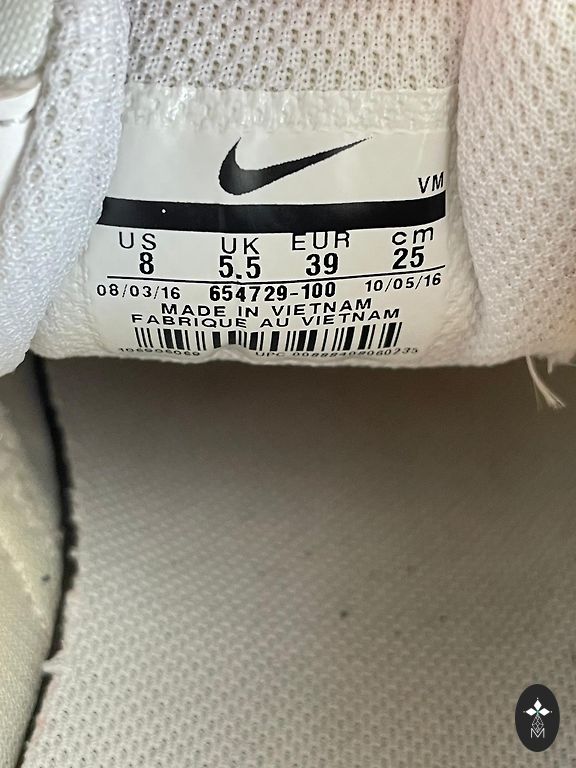 VM
US UK EUR cm
8 5.5 39 25
08/03/16 654729-100 10/05/16
MADE IN VIETNAM
FABRIQUE AU VIETNAM
UPC
M